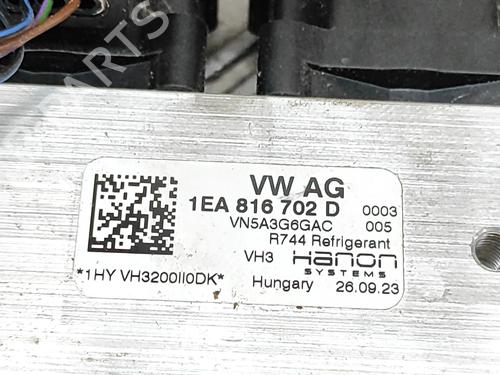 VW AG
1EA 816 702 D 0003
VN5A3G6GAC 005
R744 Refrigerant
VH3 Hanon
SYSTEMS
*1HY VH3200II0DK*
Hungary 26.09.23